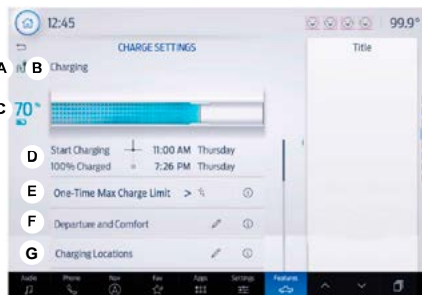 12:45 99.9°
CHARGE SETTINGS
Title
A B Charging
C 70%
D Start Charging 11:00 AM Thursday
100% Charged 7:26 PM Thursday
E One-Time Max Charge Limit >
F Departure and Comfort
G Charging Locations
Audio Phone Nav Fav Apps Settings Features